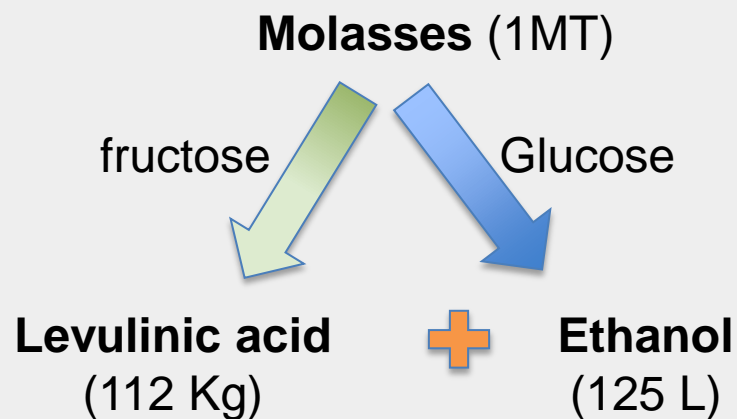 Molasses (1MT)
fructose
Glucose
Levulinic acid
(112 Kg)
Ethanol
(125 L)